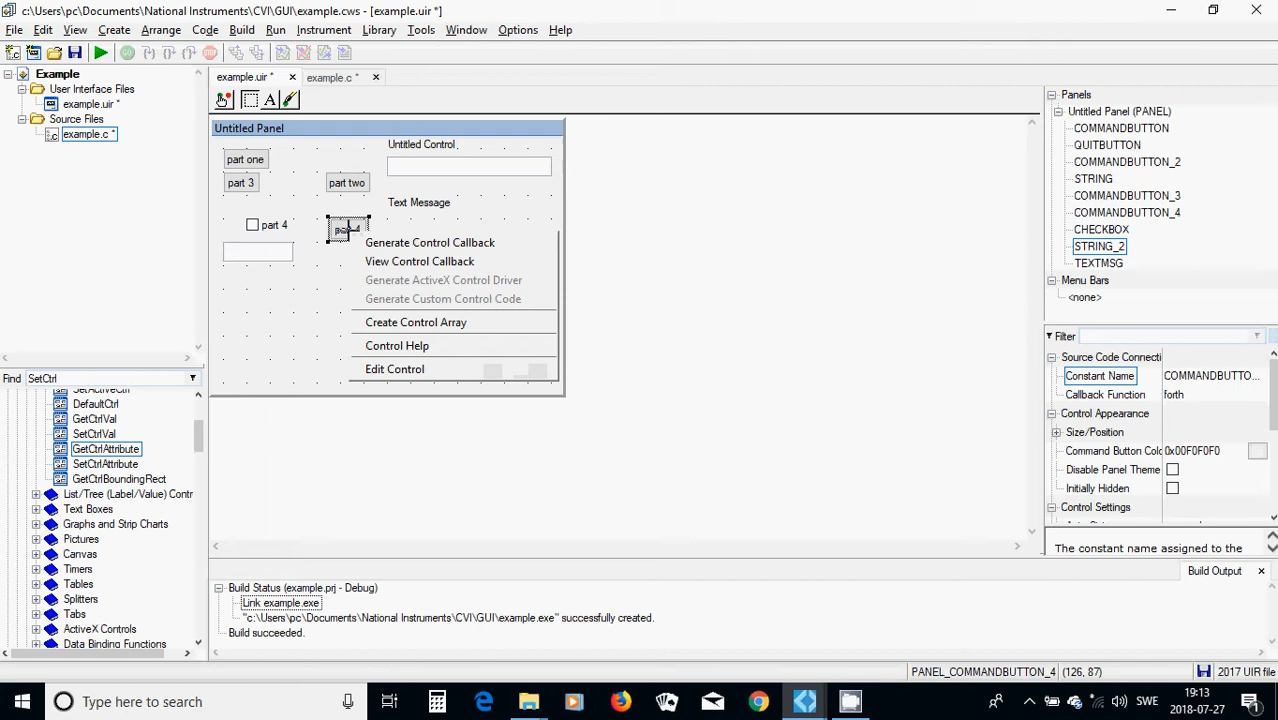 c:\Users\pc\Documents\National Instruments\CVI\GUI\example.cws - [example.uir *]
File Edit View Create Arrange Code Build Run Instrument Library Tools Window Options Help
Example
User Interface Files
example.uir *
Source Files
example.c *
example.uir *
example.c *
Untitled Panel
part one
Untitled Control
part 3
part two
Text Message
part 4
Generate Control Callback
View Control Callback
Generate ActiveX Control Driver
Generate Custom Control Code
Create Control Array
Control Help
Edit Control
Panels
Untitled Panel (PANEL)
COMMANDBUTTON
QUITBUTTON
COMMANDBUTTON_2
STRING
COMMANDBUTTON_3
COMMANDBUTTON_4
CHECKBOX
STRING_2
TEXTMSG
Menu Bars
<none>
Filter
Source Code Connecti
Constant Name COMMANDBUTTO...
Callback Function forth
Control Appearance
Size/Position
Command Button Colo 0x00F0F0F0
Disable Panel Theme
Initially Hidden
Control Settings
The constant name assigned to the
Find SetCtrl
SetActiveCtrl
DefaultCtrl
GetCtrlVal
SetCtrlVal
GetCtrlAttribute
SetCtrlAttribute
GetCtrlBoundingRect
List/Tree (Label/Value) Contr
Text Boxes
Graphs and Strip Charts
Pictures
Canvas
Timers
Tables
Splitters
Tabs
ActiveX Controls
Data Binding Functions
Build Output
Build Status (example.prj - Debug)
Link example.exe
"c:\Users\pc\Documents\National Instruments\CVI\GUI\example.exe" successfully created.
Build succeeded.
PANEL_COMMANDBUTTON_4 (126, 87) 2017 UIR file
Type here to search
SWE
19:13
2018-07-27